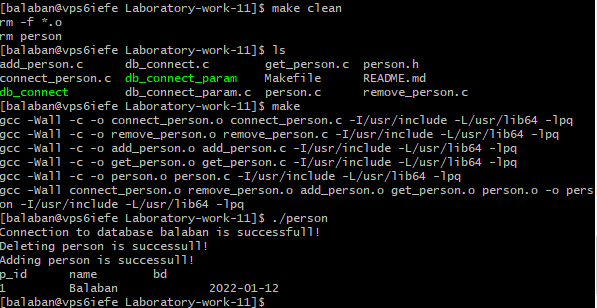 [balaban@vps6iefe Laboratory-work-11]$ make clean
rm -f *.o
rm person
[balaban@vps6iefe Laboratory-work-11]$ ls
add_person.c      db_connect.c        get_person.c  person.h
connect_person.c  db_connect_param    Makefile      README.md
db_connect        db_connect_param.c  person.c      remove_person.c
[balaban@vps6iefe Laboratory-work-11]$ make
gcc -Wall -c -o connect_person.o connect_person.c -I/usr/include -L/usr/lib64 -lpq
gcc -Wall -c -o remove_person.o remove_person.c -I/usr/include -L/usr/lib64 -lpq
gcc -Wall -c -o add_person.o add_person.c -I/usr/include -L/usr/lib64 -lpq
gcc -Wall -c -o get_person.o get_person.c -I/usr/include -L/usr/lib64 -lpq
gcc -Wall -c -o person.o person.c -I/usr/include -L/usr/lib64 -lpq
gcc -Wall connect_person.o remove_person.o add_person.o get_person.o person.o -o pers
on -I/usr/include -L/usr/lib64 -lpq
[balaban@vps6iefe Laboratory-work-11]$ ./person
Connection to database balaban is successfull!
Deleting person is successull!
Adding person is successull!
p_id     name       bd
1        Balaban            2022-01-12
[balaban@vps6iefe Laboratory-work-11]$